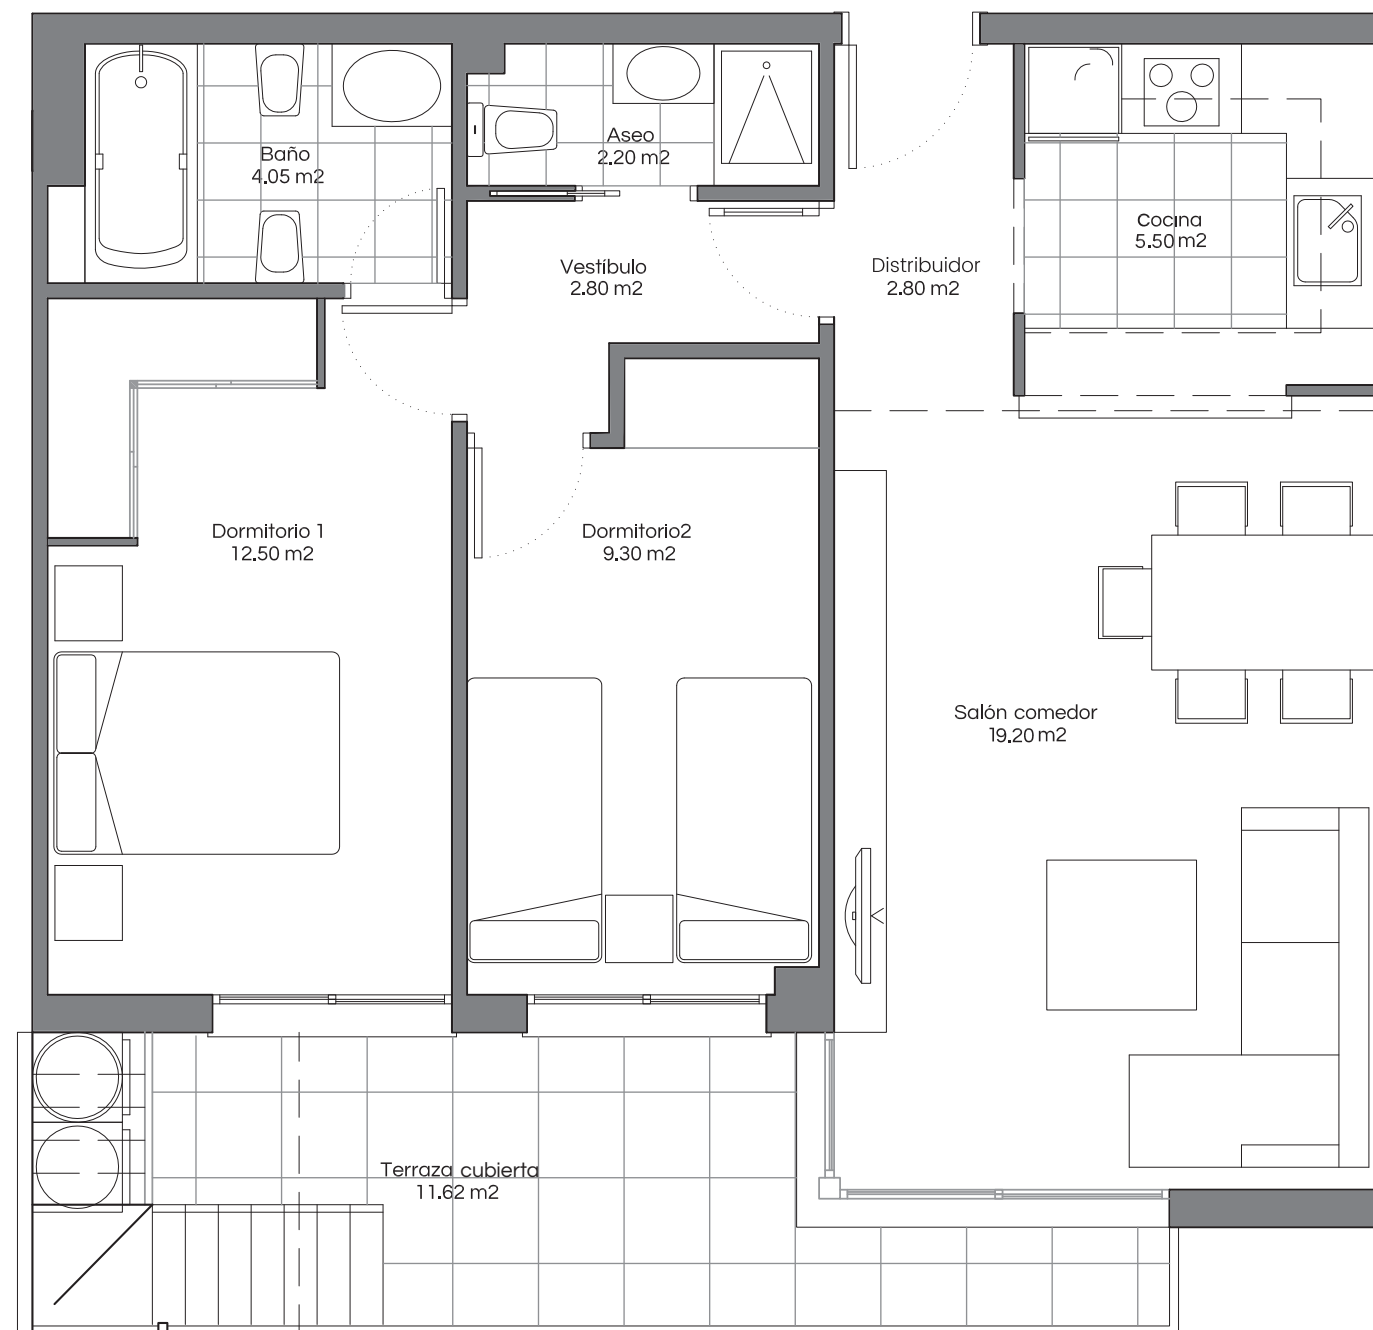 Baño
4.05 m2
Aseo
2.20 m2
Cocina
5.50 m2
Vestíbulo
2.80 m2
Distribuidor
2.80 m2
Dormitorio 1
12.50 m2
Dormitorio2
9.30 m2
Salón comedor
19.20 m2
Terraza cubierta
11.62 m2